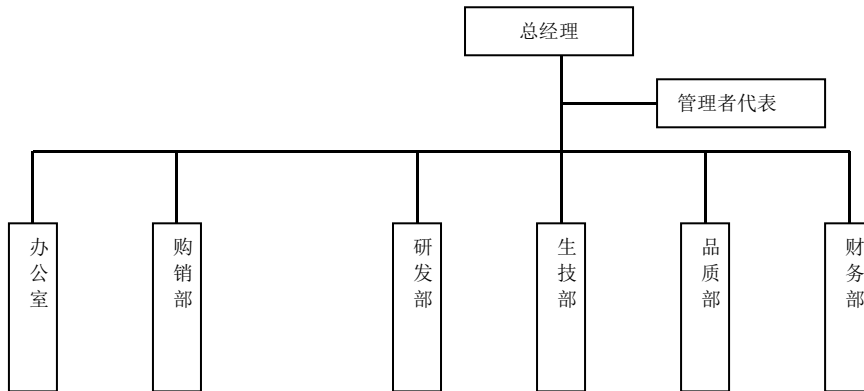 总经理
管理者代表
办公室
购销部
研发部
生技部
品质部
财务部